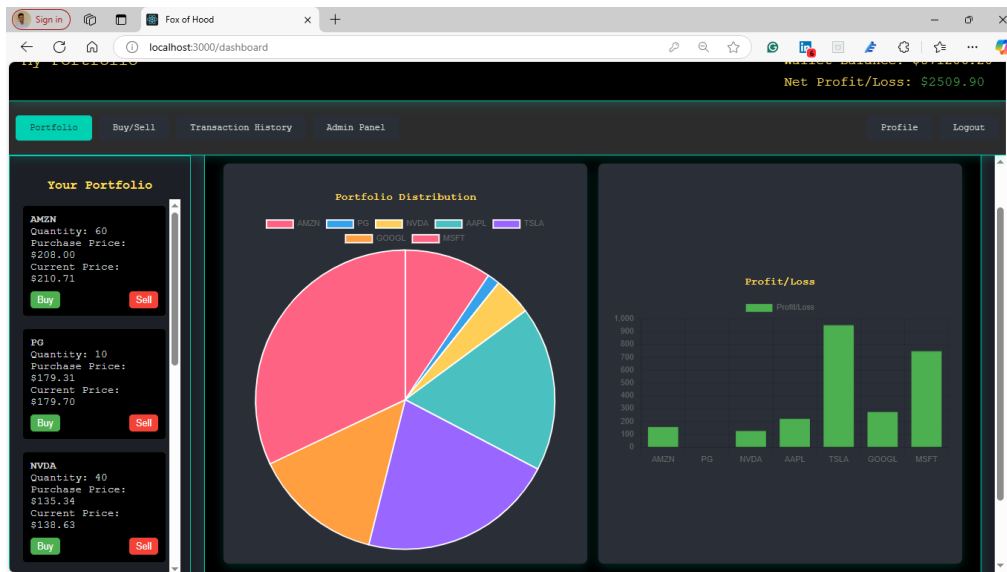 Sign in
Fox of Hood
localhost:3000/dashboard
My Portfolio
Wallet Balance:
Net Profit/Loss: $2509.90
Portfolio
Buy/Sell
Transaction History
Admin Panel
Profile
Logout
Your Portfolio
AMZN
Quantity: 60
Purchase Price:
$208.00
Current Price:
$210.71
Buy
Sell
PG
Quantity: 10
Purchase Price:
$179.31
Current Price:
$179.70
Buy
Sell
NVDA
Quantity: 40
Purchase Price:
$135.34
Current Price:
$138.63
Buy
Sell
Portfolio Distribution
AMZN PG NVDA AAPL TSLA
GOOGL MSFT
Profit/Loss
Profit/Loss
1,000
900
800
700
600
500
400
300
200
100
0
AMZN PG NVDA AAPL TSLA GOOGL MSFT